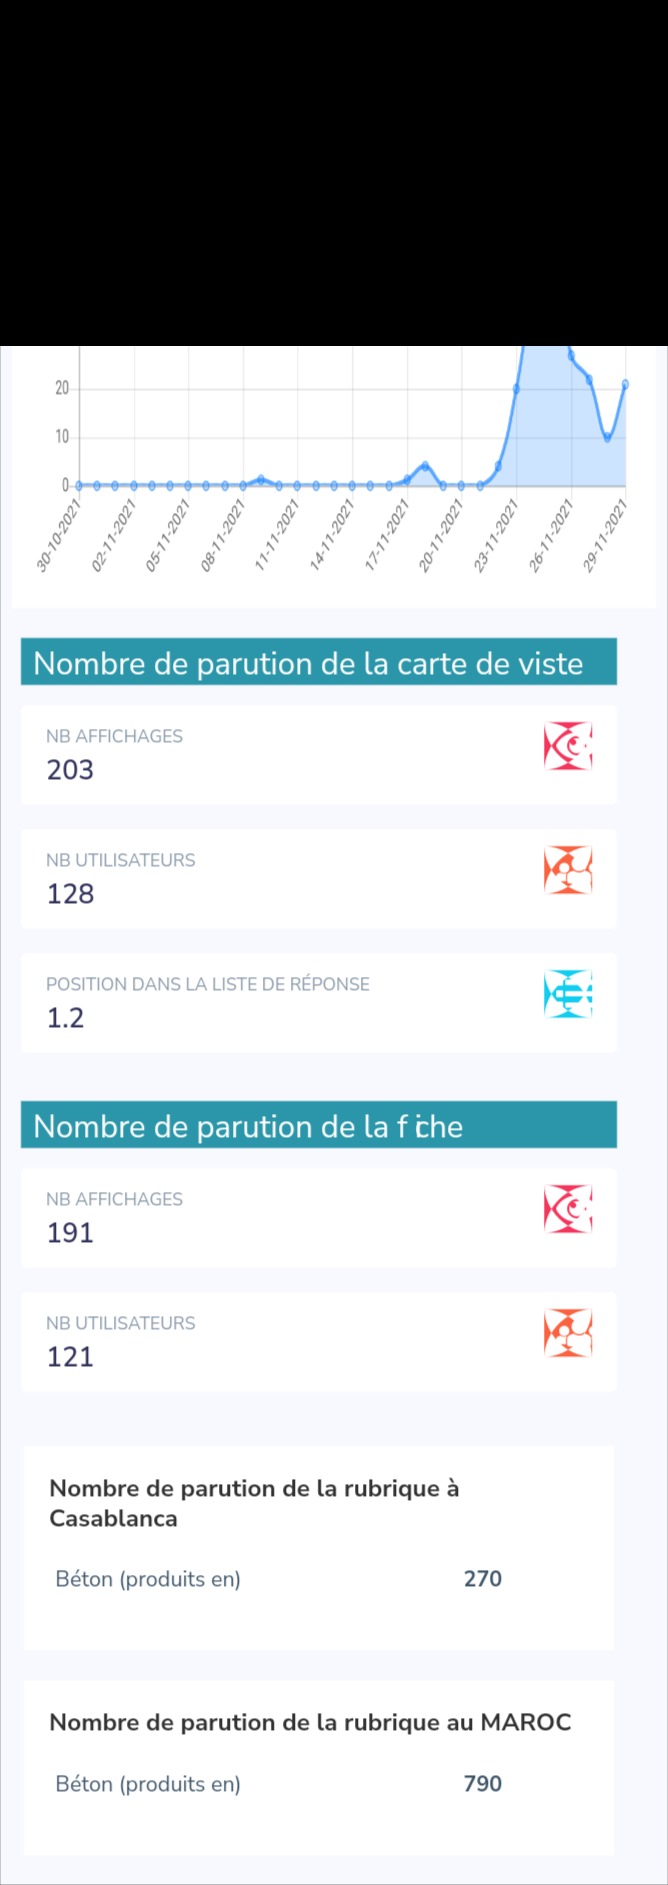 20
10
0
30-10-2021
02-11-2021
05-11-2021
08-11-2021
11-11-2021
14-11-2021
17-11-2021
20-11-2021
23-11-2021
26-11-2021
29-11-2021
Nombre de parution de la carte de viste
NB AFFICHAGES
203
NB UTILISATEURS
128
POSITION DANS LA LISTE DE RÉPONSE
1.2
Nombre de parution de la fiche
NB AFFICHAGES
191
NB UTILISATEURS
121
Nombre de parution de la rubrique à
Casablanca
Béton (produits en) 270
Nombre de parution de la rubrique au MAROC
Béton (produits en) 790